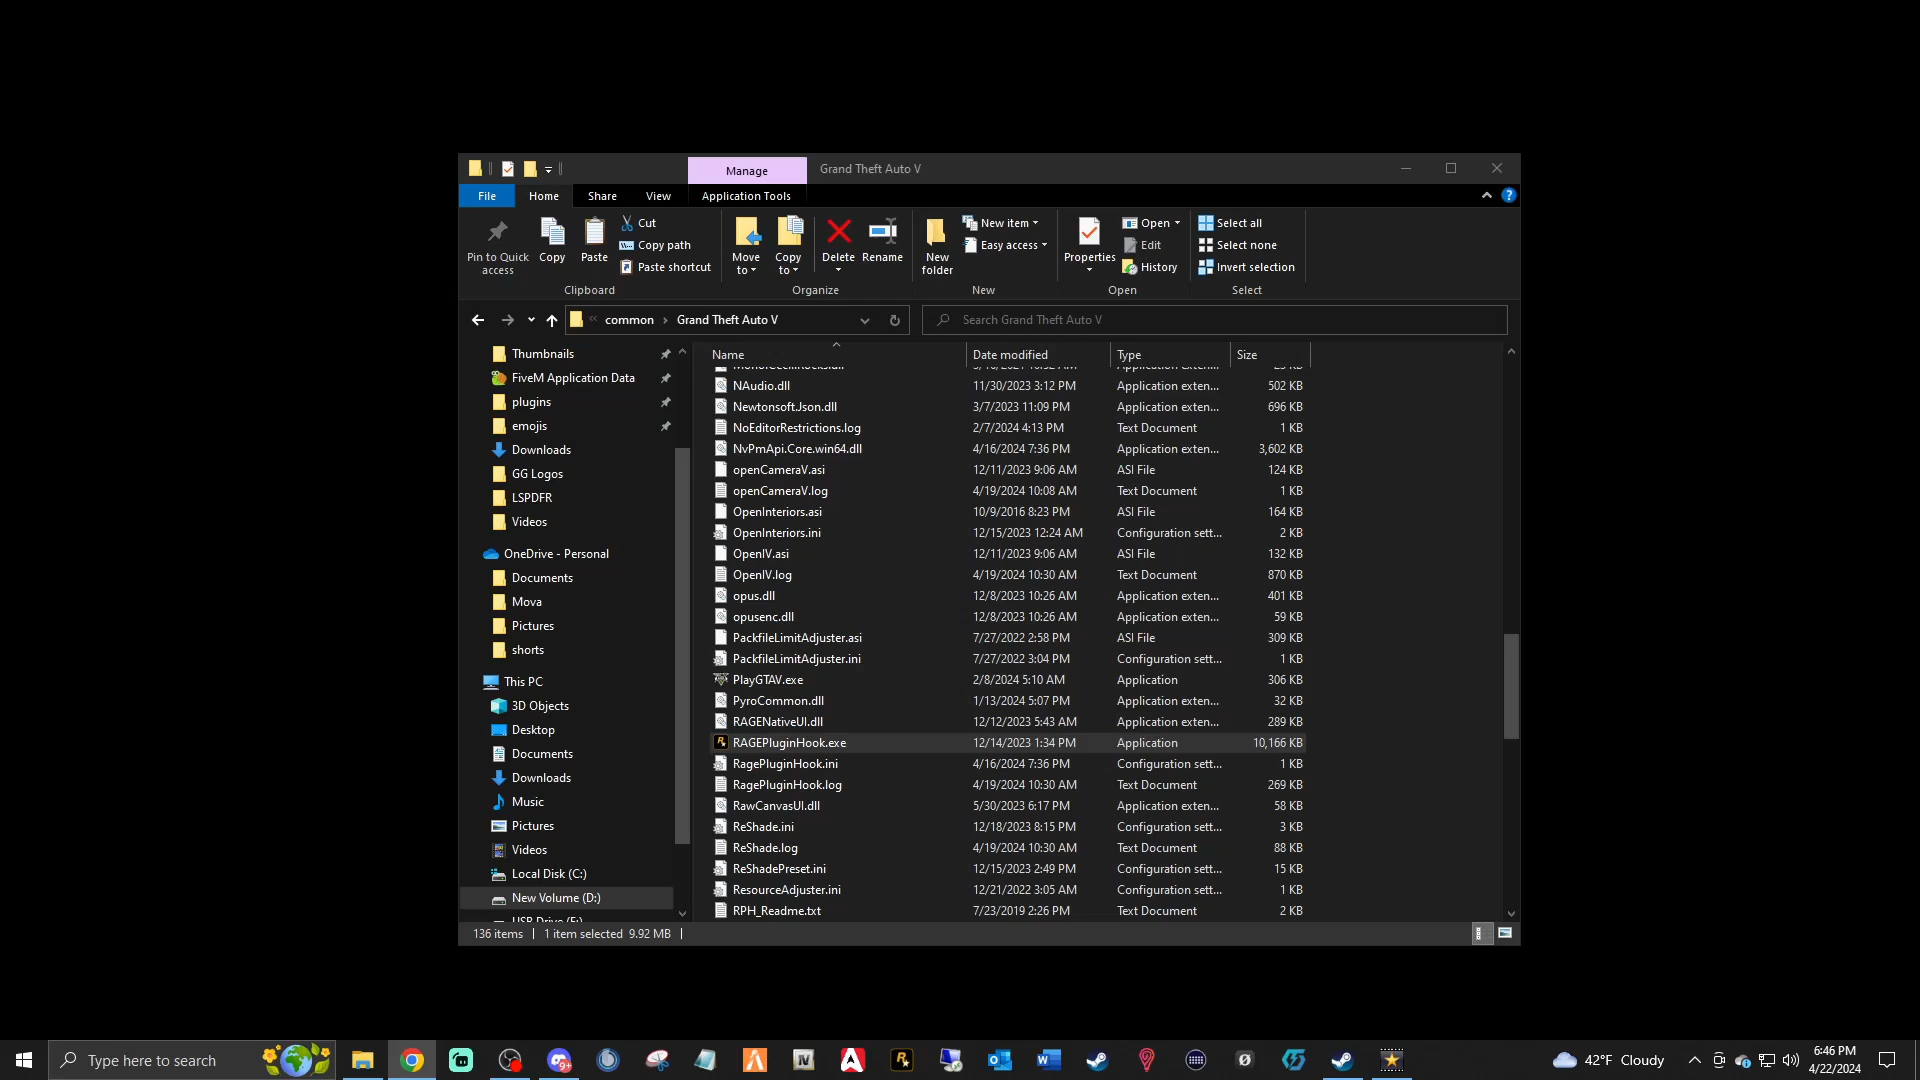 Manage
Grand Theft Auto V
File
Home
Share
View
Application Tools
Pin to Quick
access
Copy
Paste
Cut
Copy path
Paste shortcut
Clipboard
Move
to
Copy
to
Delete
Rename
Organize
New
folder
New item
Easy access
New
Properties
Open
Edit
History
Open
Select all
Select none
Invert selection
Select
« common › Grand Theft Auto V
Search Grand Theft Auto V
Thumbnails
FiveM Application Data
plugins
emojis
Downloads
GG Logos
LSPDFR
Videos
OneDrive - Personal
Documents
Mova
Pictures
shorts
This PC
3D Objects
Desktop
Documents
Downloads
Music
Pictures
Videos
Local Disk (C:)
New Volume (D:)
Name Date modified Type Size
NAudio.dll 11/30/2023 3:12 PM Application exten... 502 KB
Newtonsoft.Json.dll 3/7/2023 11:09 PM Application exten... 696 KB
NoEditorRestrictions.log 2/7/2024 4:13 PM Text Document 1 KB
NvPmApi.Core.win64.dll 4/16/2024 7:36 PM Application exten... 3,602 KB
openCameraV.asi 12/11/2023 9:06 AM ASI File 124 KB
openCameraV.log 4/19/2024 10:08 AM Text Document 1 KB
OpenInteriors.asi 10/9/2016 8:23 PM ASI File 164 KB
OpenInteriors.ini 12/15/2023 12:24 AM Configuration sett... 2 KB
OpenIV.asi 12/11/2023 9:06 AM ASI File 132 KB
OpenIV.log 4/19/2024 10:30 AM Text Document 870 KB
opus.dll 12/8/2023 10:26 AM Application exten... 401 KB
opusenc.dll 12/8/2023 10:26 AM Application exten... 59 KB
PackfileLimitAdjuster.asi 7/27/2022 2:58 PM ASI File 309 KB
PackfileLimitAdjuster.ini 7/27/2022 3:04 PM Configuration sett... 1 KB
PlayGTAV.exe 2/8/2024 5:10 AM Application 306 KB
PyroCommon.dll 1/13/2024 5:07 PM Application exten... 32 KB
RAGENativeUI.dll 12/12/2023 5:43 AM Application exten... 289 KB
RAGEPluginHook.exe 12/14/2023 1:34 PM Application 10,166 KB
RagePluginHook.ini 4/16/2024 7:36 PM Configuration sett... 1 KB
RagePluginHook.log 4/19/2024 10:30 AM Text Document 269 KB
RawCanvasUI.dll 5/30/2023 6:17 PM Application exten... 58 KB
ReShade.ini 12/18/2023 8:15 PM Configuration sett... 3 KB
ReShade.log 4/19/2024 10:30 AM Text Document 88 KB
ReShadePreset.ini 12/15/2023 2:49 PM Configuration sett... 15 KB
ResourceAdjuster.ini 12/21/2022 3:05 AM Configuration sett... 1 KB
RPH_Readme.txt 7/23/2019 2:26 PM Text Document 2 KB
136 items 1 item selected 9.92 MB
Type here to search
9+
IV
42°F Cloudy
6:46 PM
4/22/2024